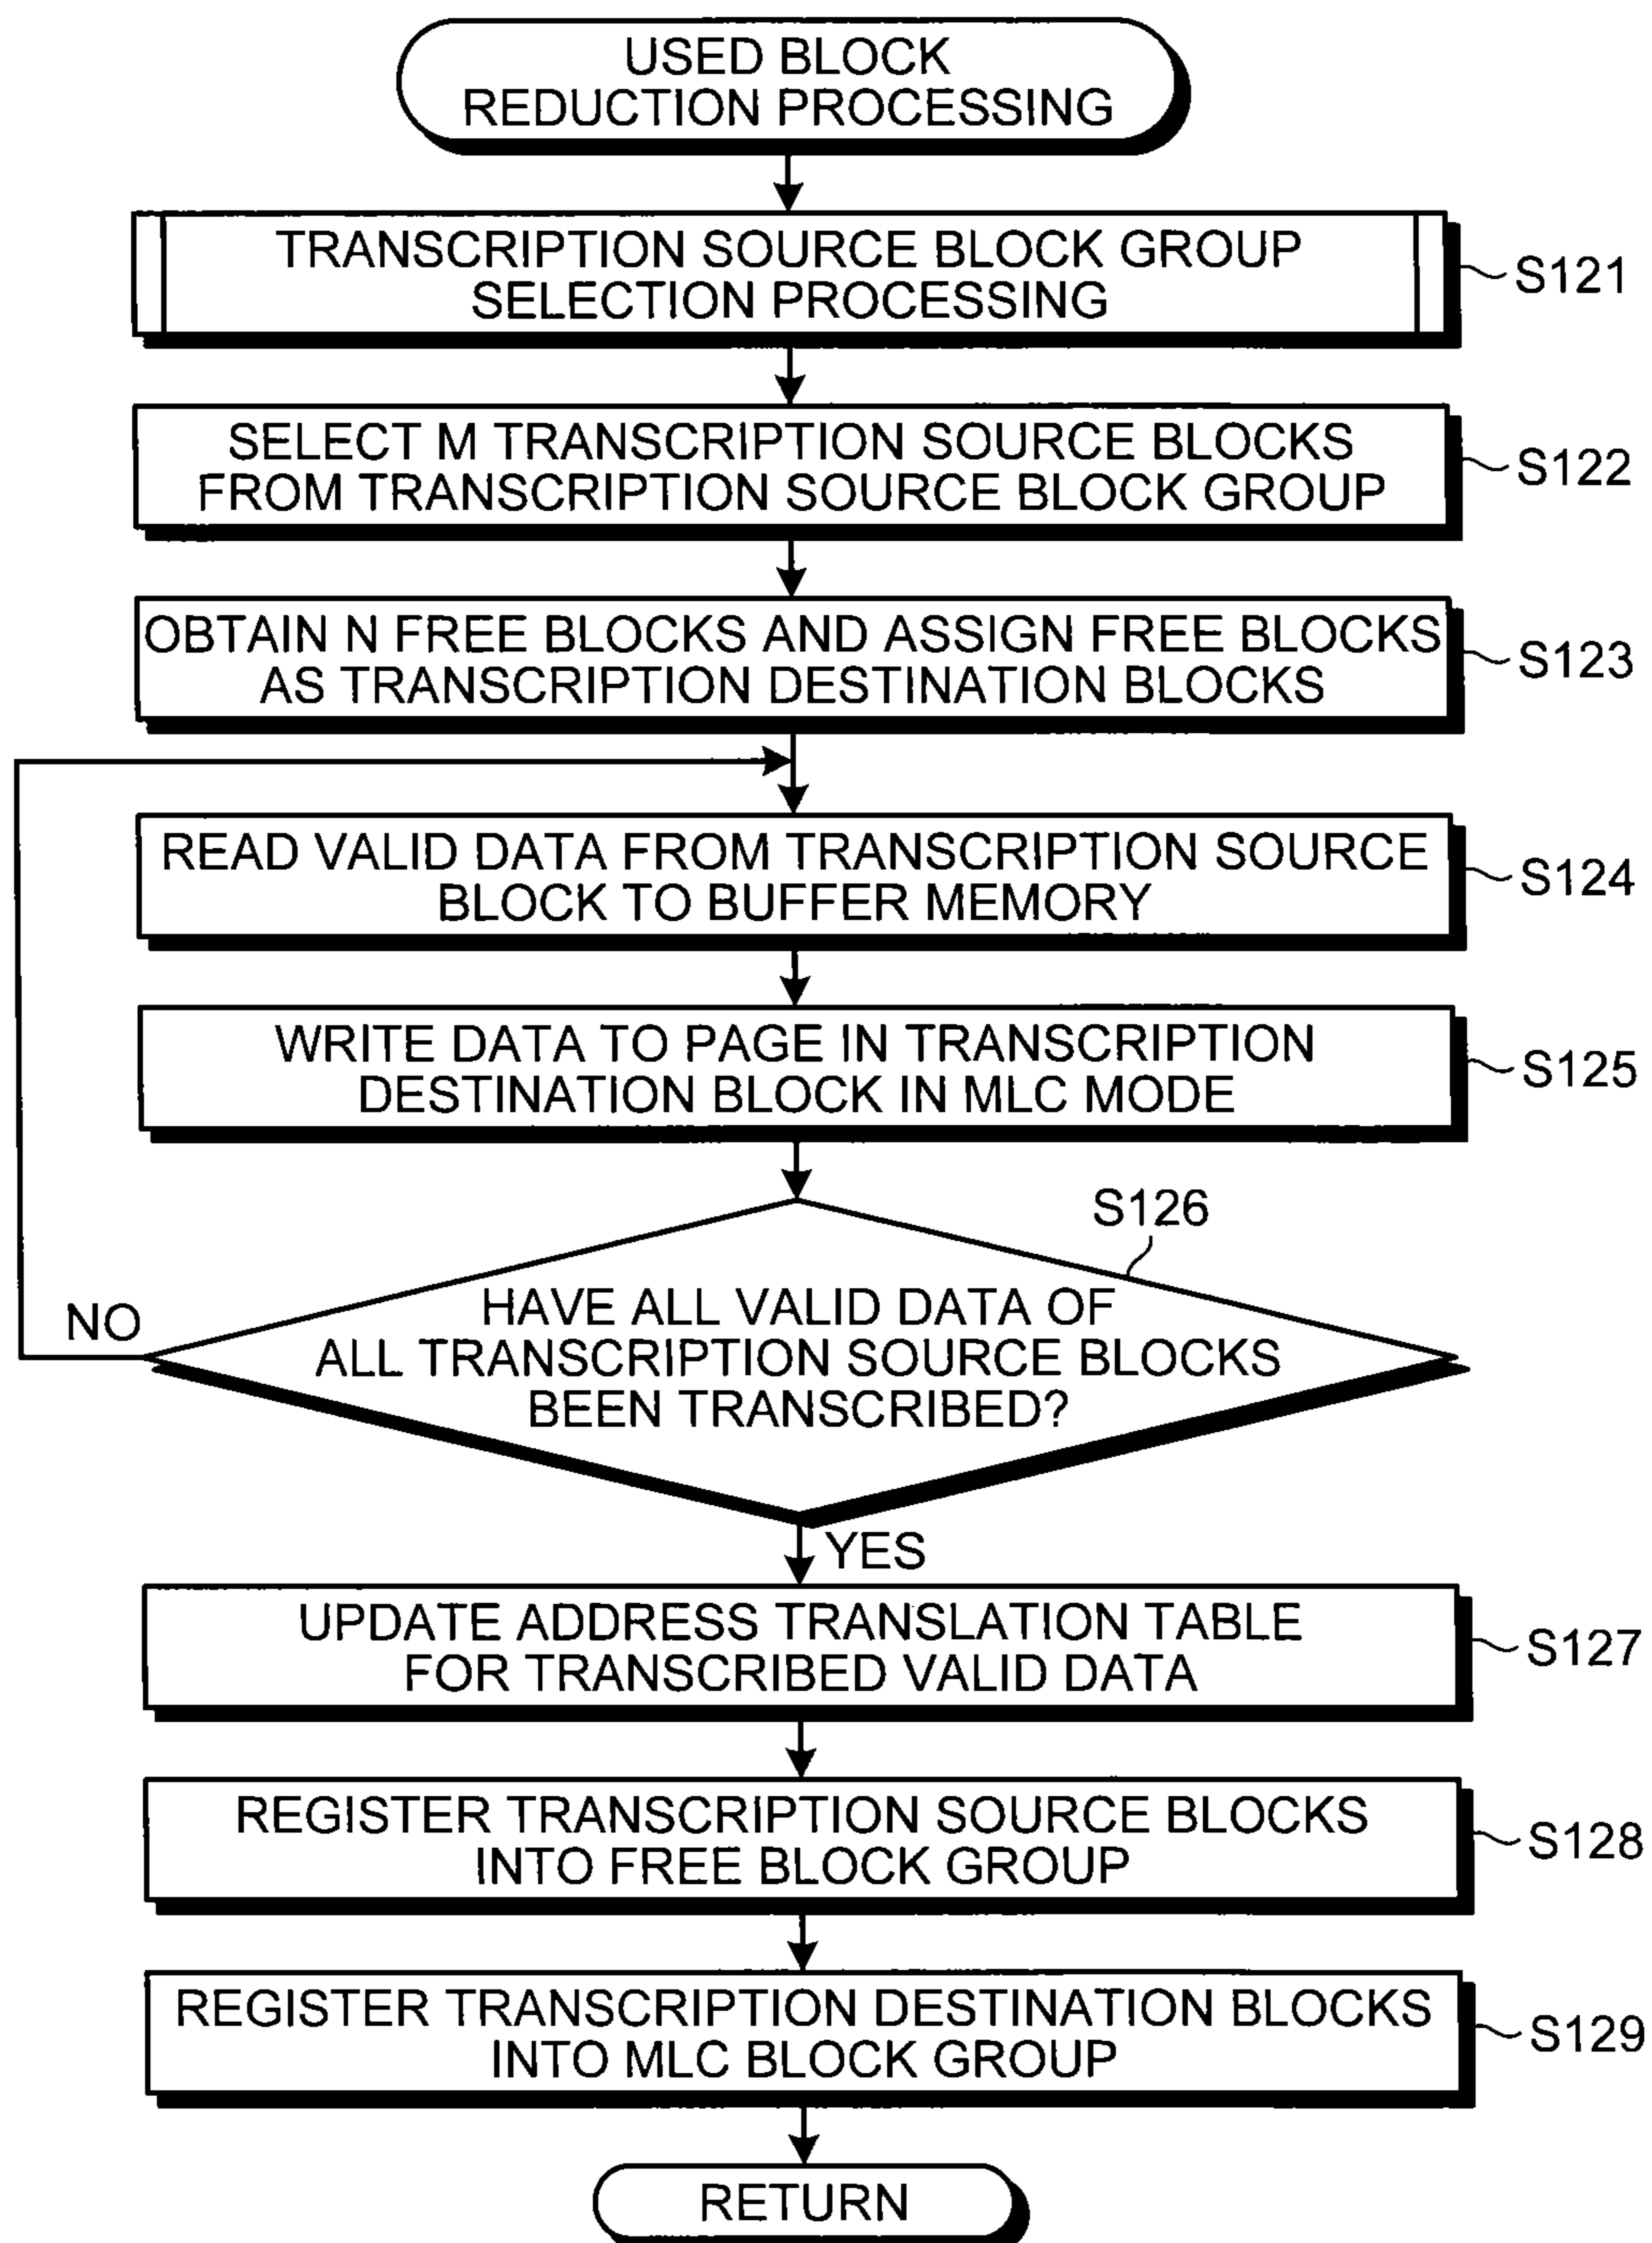 USED BLOCK
REDUCTION PROCESSING
TRANSCRIPTION SOURCE BLOCK GROUP
SELECTION PROCESSING
S121
SELECT M TRANSCRIPTION SOURCE BLOCKS
FROM TRANSCRIPTION SOURCE BLOCK GROUP
S122
OBTAIN N FREE BLOCKS AND ASSIGN FREE BLOCKS
AS TRANSCRIPTION DESTINATION BLOCKS
S123
READ VALID DATA FROM TRANSCRIPTION SOURCE
BLOCK TO BUFFER MEMORY
S124
WRITE DATA TO PAGE IN TRANSCRIPTION
DESTINATION BLOCK IN MLC MODE
S125
S126
HAVE ALL VALID DATA OF
ALL TRANSCRIPTION SOURCE BLOCKS
BEEN TRANSCRIBED?
NO
YES
UPDATE ADDRESS TRANSLATION TABLE
FOR TRANSCRIBED VALID DATA
S127
REGISTER TRANSCRIPTION SOURCE BLOCKS
INTO FREE BLOCK GROUP
S128
REGISTER TRANSCRIPTION DESTINATION BLOCKS
INTO MLC BLOCK GROUP
S129
RETURN